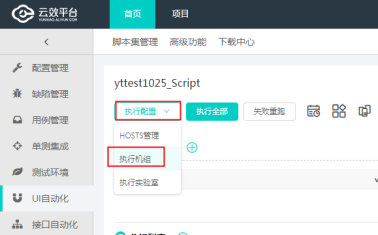 云效平台 首页 项目
YUNXIAO.ALIYUN.COM
脚本集管理 高级功能 下载中心
配置管理
缺陷管理
用例管理
单测集成
测试环境
UI自动化
接口自动化
yttest1025_Script
执行配置 执行全部 失败重跑
HOSTS管理
执行机组
执行实验室